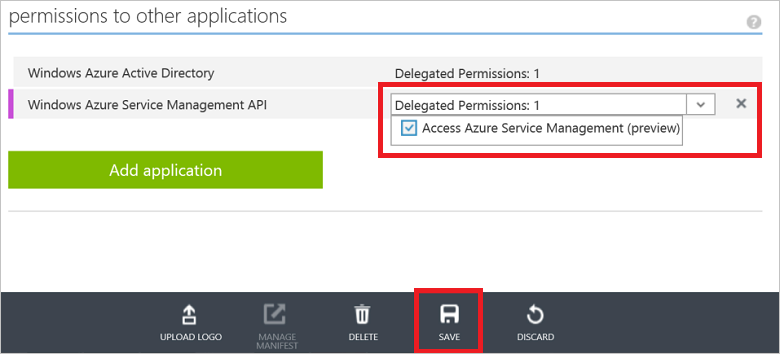 permissions to other applications
?
Windows Azure Active Directory Delegated Permissions: 1
Windows Azure Service Management API Delegated Permissions: 1
Access Azure Service Management (preview)
Add application
UPLOAD LOGO
MANAGE
MANIFEST
DELETE
SAVE
DISCARD